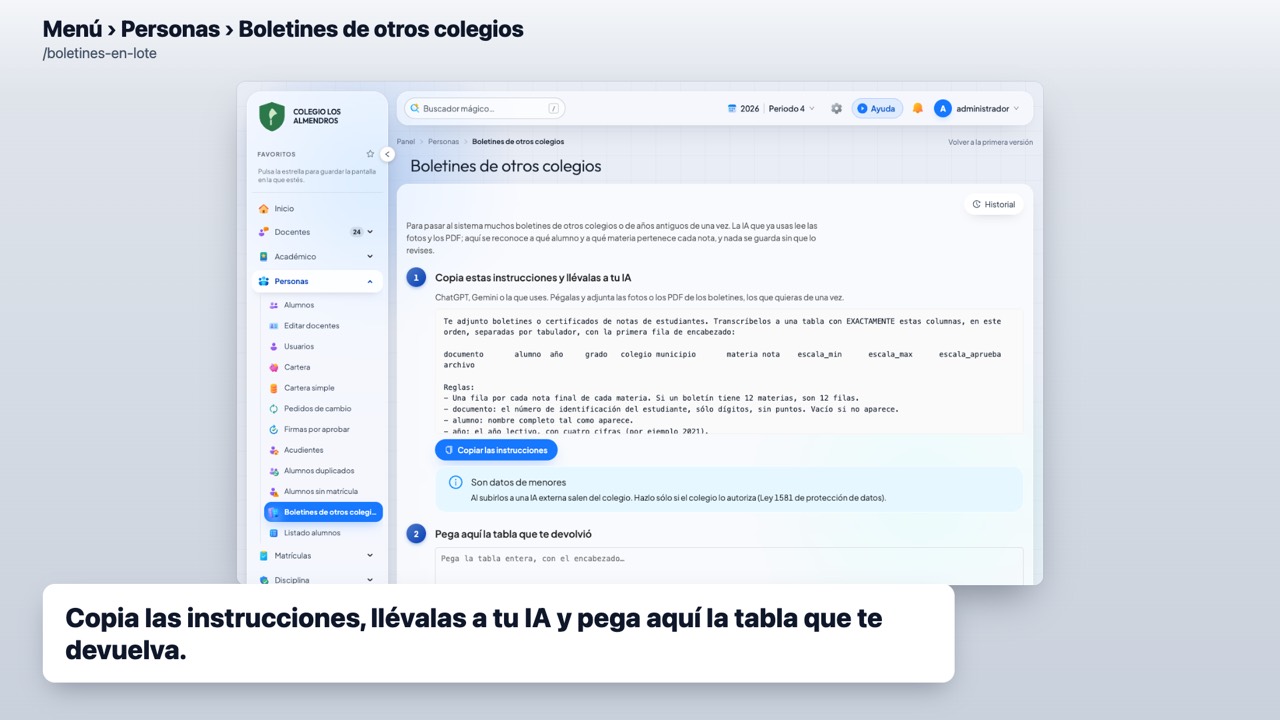 Menú › Personas › Boletines de otros colegios
/boletines-en-lote
COLEGIO LOS
ALMENDROS
FAVORITOS
Pulsa la estrella para guardar la pantalla
en la que estés.
Inicio
Docentes 24
Académico
Personas
Alumnos
Editar docentes
Usuarios
Cartera
Cartera simple
Pedidos de cambio
Firmas por aprobar
Acudientes
Alumnos duplicados
Alumnos sin matrícula
Boletines de otros colegi...
Listado alumnos
Matrículas
Disciplina
Buscador mágico... /
2026 Periodo 4
Ayuda
A administrador
Panel > Personas > Boletines de otros colegios
Volver a la primera versión
Boletines de otros colegios
Historial
Para pasar al sistema muchos boletines de otros colegios o de años antiguos de una vez. La IA que ya usas lee las
fotos y los PDF; aquí se reconoce a qué alumno y a qué materia pertenece cada nota, y nada se guarda sin que lo
revises.
1 Copia estas instrucciones y llévalas a tu IA
ChatGPT, Gemini o la que uses. Pégalas y adjunta las fotos o los PDF de los boletines, los que quieras de una vez.
Te adjunto boletines o certificados de notas de estudiantes. Transcríbelos a una tabla con EXACTAMENTE estas columnas, en este
orden, separadas por tabulador, con la primera fila de encabezado:
documento alumno año grado colegio municipio materia nota escala_min escala_max escala_aprueba
archivo
Reglas:
– Una fila por cada nota final de cada materia. Si un boletín tiene 12 materias, son 12 filas.
– documento: el número de identificación del estudiante, sólo dígitos, sin puntos. Vacío si no aparece.
– alumno: nombre completo tal como aparece.
– año: el año lectivo, con cuatro cifras (por ejemplo 2021).
Copiar las instrucciones
Son datos de menores
Al subirlos a una IA externa salen del colegio. Hazlo sólo si el colegio lo autoriza (Ley 1581 de protección de datos).
2 Pega aquí la tabla que te devolvió
Pega la tabla entera, con el encabezado…
Copia las instrucciones, llévalas a tu IA y pega aquí la tabla que te
devuelva.